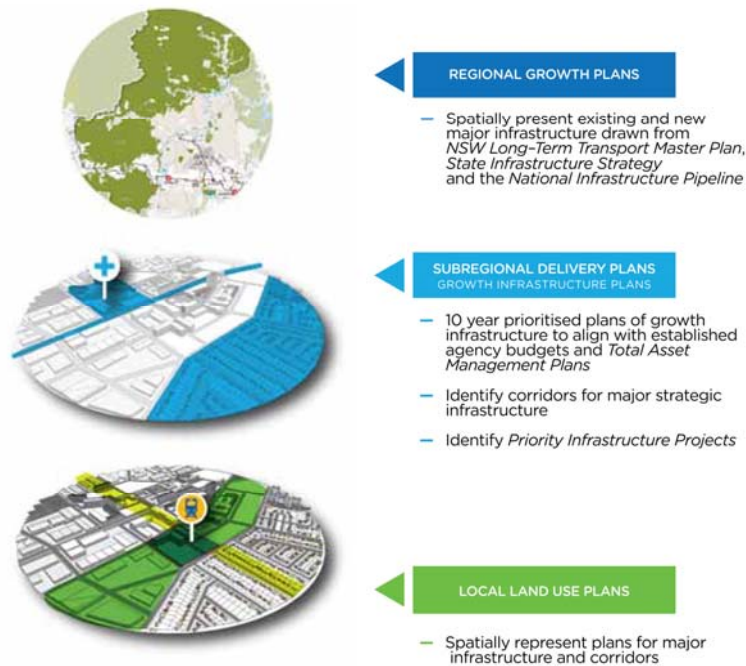 REGIONAL GROWTH PLANS
– Spatially present existing and new
major infrastructure drawn from
NSW Long–Term Transport Master Plan,
State Infrastructure Strategy
and the National Infrastructure Pipeline
SUBREGIONAL DELIVERY PLANS
GROWTH INFRASTRUCTURE PLANS
– 10 year prioritised plans of growth
infrastructure to align with established
agency budgets and Total Asset
Management Plans
– Identify corridors for major strategic
infrastructure
– Identify Priority Infrastructure Projects
LOCAL LAND USE PLANS
– Spatially represent plans for major
infrastructure and corridors